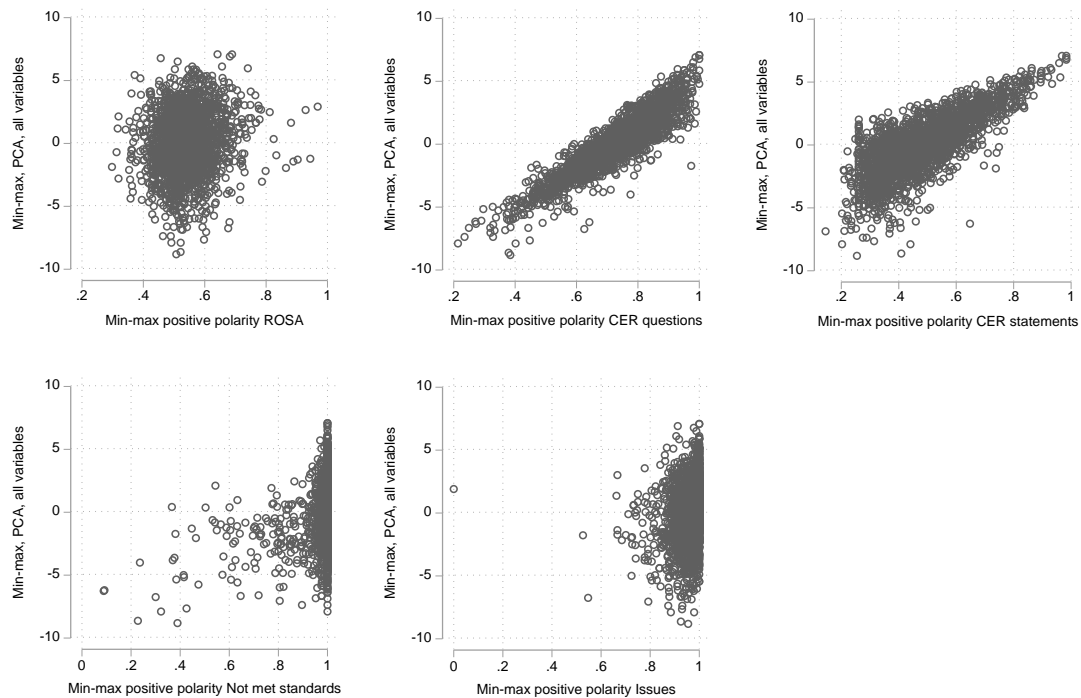 10
5
0
-5
-10
Min-max, PCA, all variables
.2 .4 .6 .8 1
Min-max positive polarity ROSA
10
5
0
-5
-10
Min-max, PCA, all variables
.2 .4 .6 .8 1
Min-max positive polarity CER questions
10
5
0
-5
-10
Min-max, PCA, all variables
.2 .4 .6 .8 1
Min-max positive polarity CER statements
10
5
0
-5
-10
Min-max, PCA, all variables
0 .2 .4 .6 .8 1
Min-max positive polarity Not met standards
10
5
0
-5
-10
Min-max, PCA, all variables
0 .2 .4 .6 .8 1
Min-max positive polarity Issues